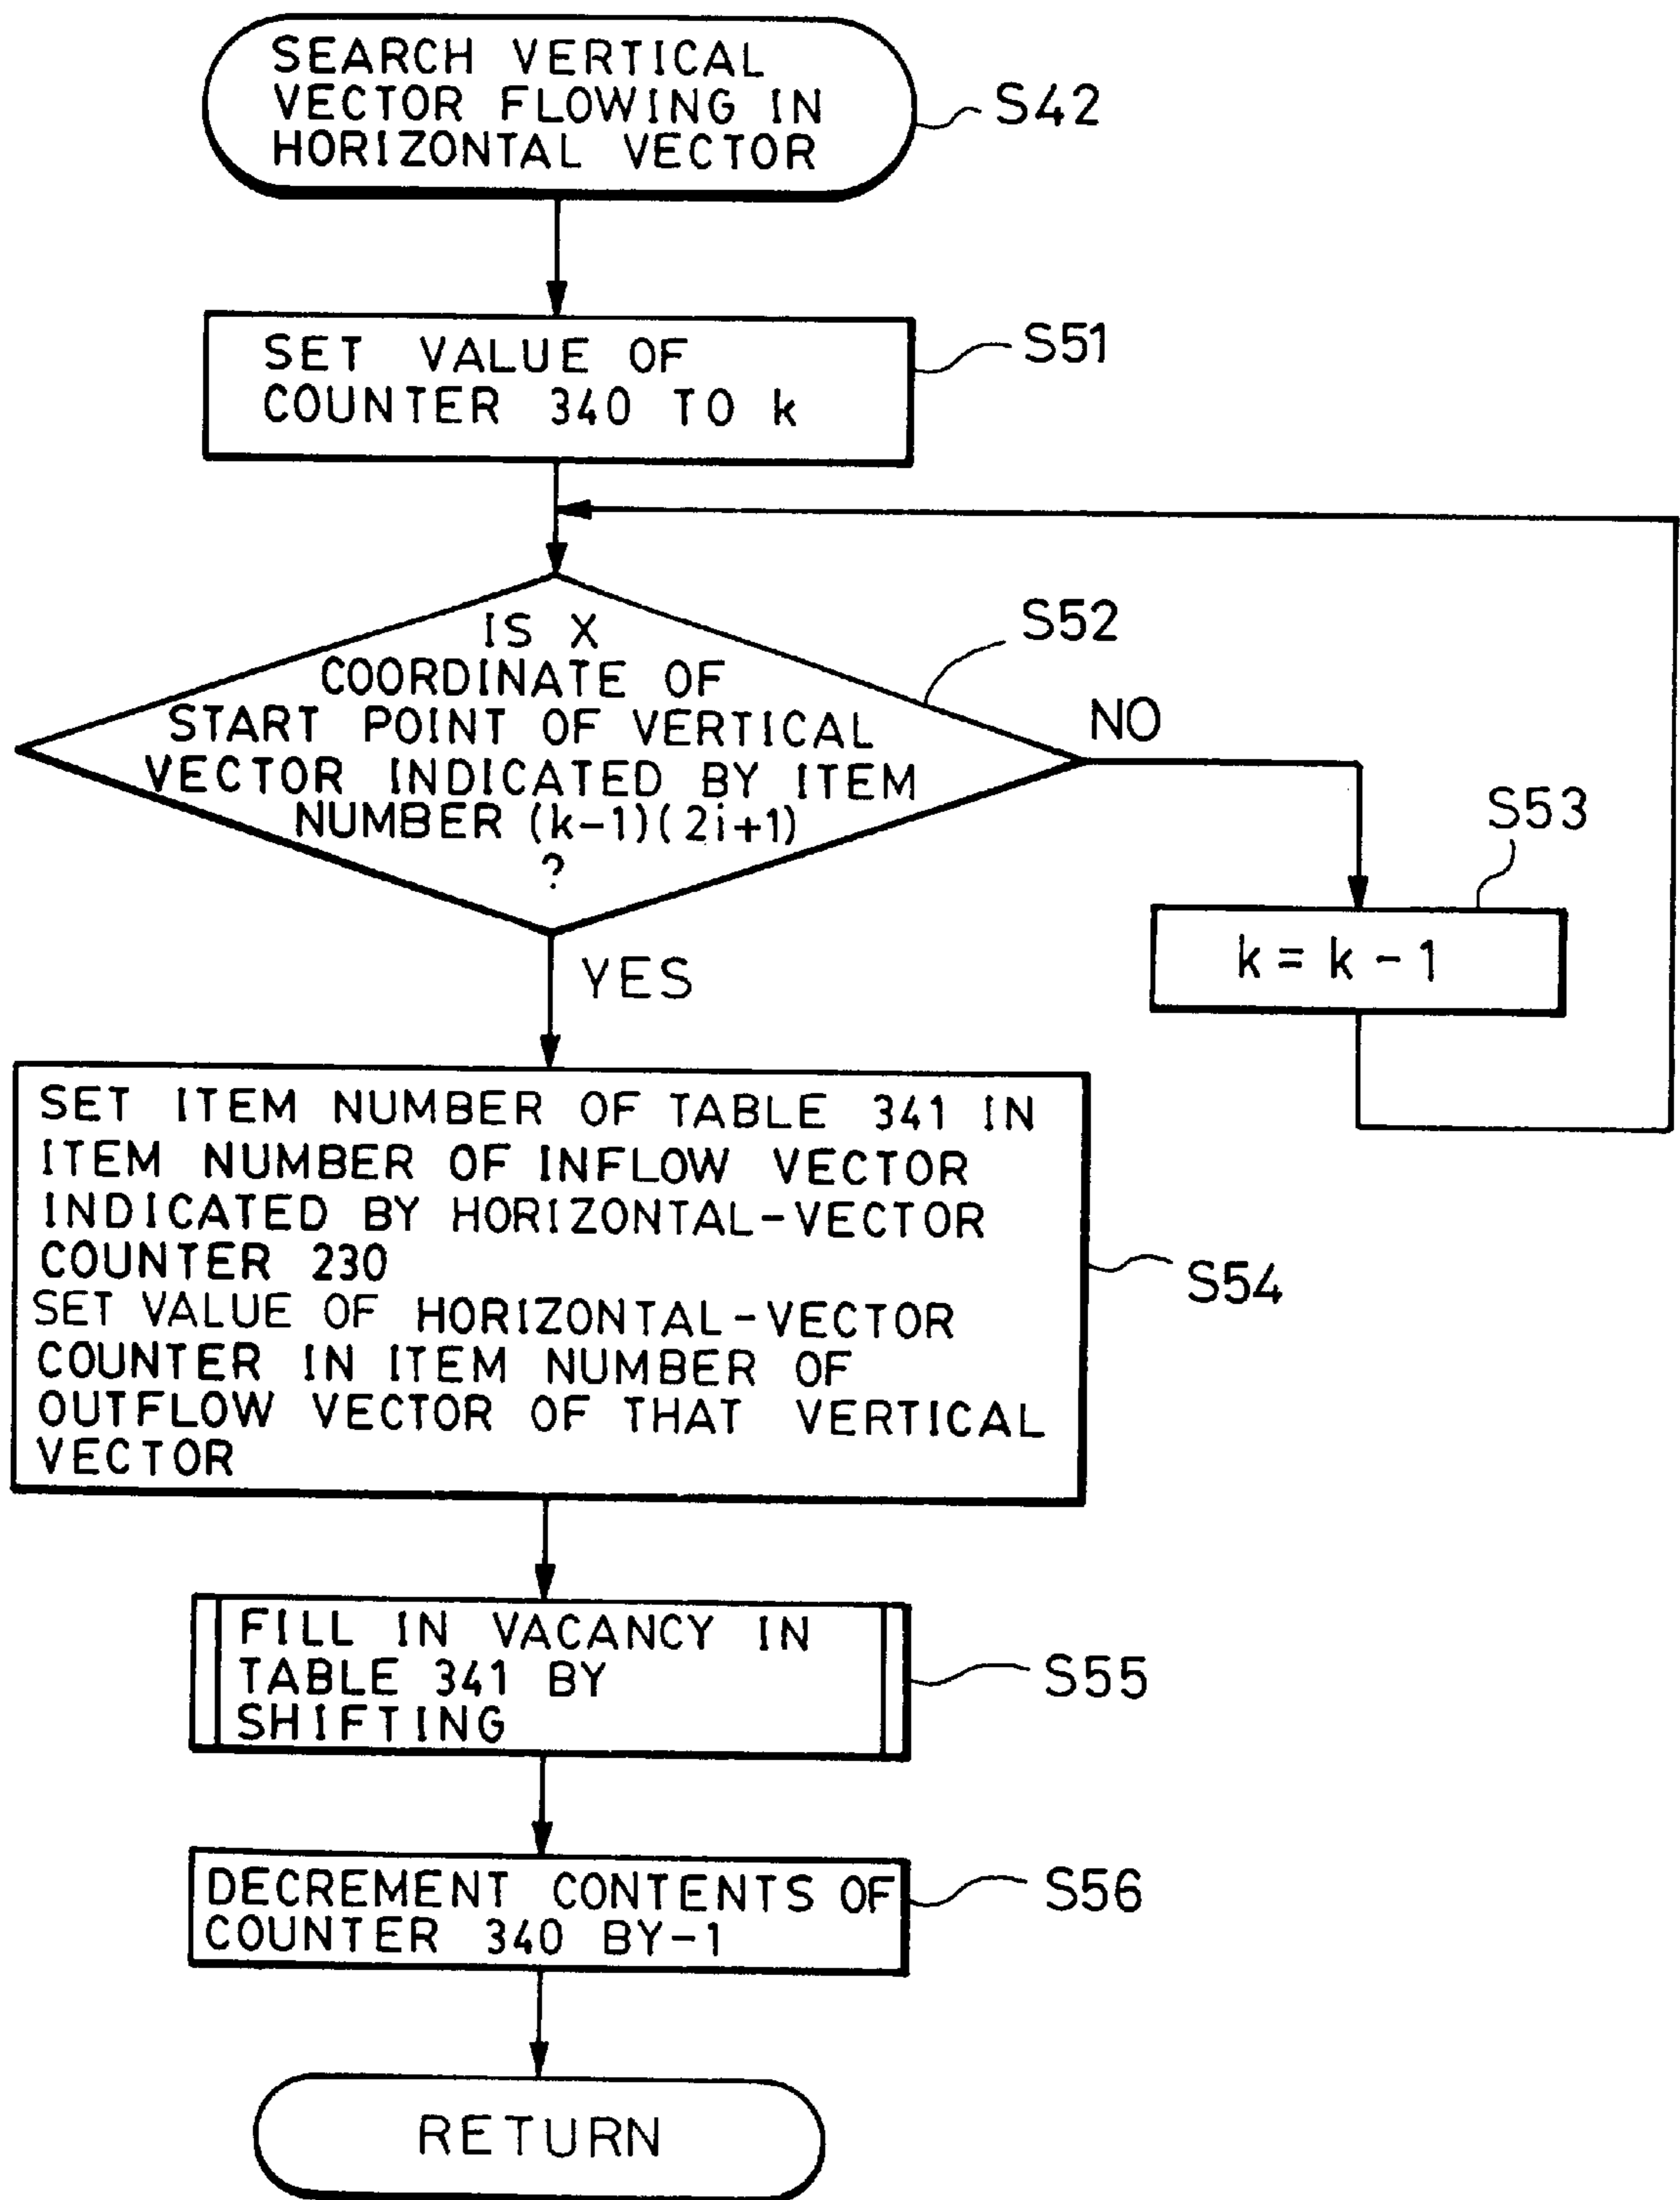 SEARCH VERTICAL
VECTOR FLOWING IN
HORIZONTAL VECTOR
S42
SET VALUE OF
COUNTER 340 TO k
S51
IS X
COORDINATE OF
START POINT OF VERTICAL
VECTOR INDICATED BY ITEM
NUMBER (k-1)(2i+1)
?
S52
NO
S53
k = k - 1
YES
SET ITEM NUMBER OF TABLE 341 IN
ITEM NUMBER OF INFLOW VECTOR
INDICATED BY HORIZONTAL-VECTOR
COUNTER 230
SET VALUE OF HORIZONTAL-VECTOR
COUNTER IN ITEM NUMBER OF
OUTFLOW VECTOR OF THAT VERTICAL
VECTOR
S54
FILL IN VACANCY IN
TABLE 341 BY
SHIFTING
S55
DECREMENT CONTENTS OF
COUNTER 340 BY-1
S56
RETURN